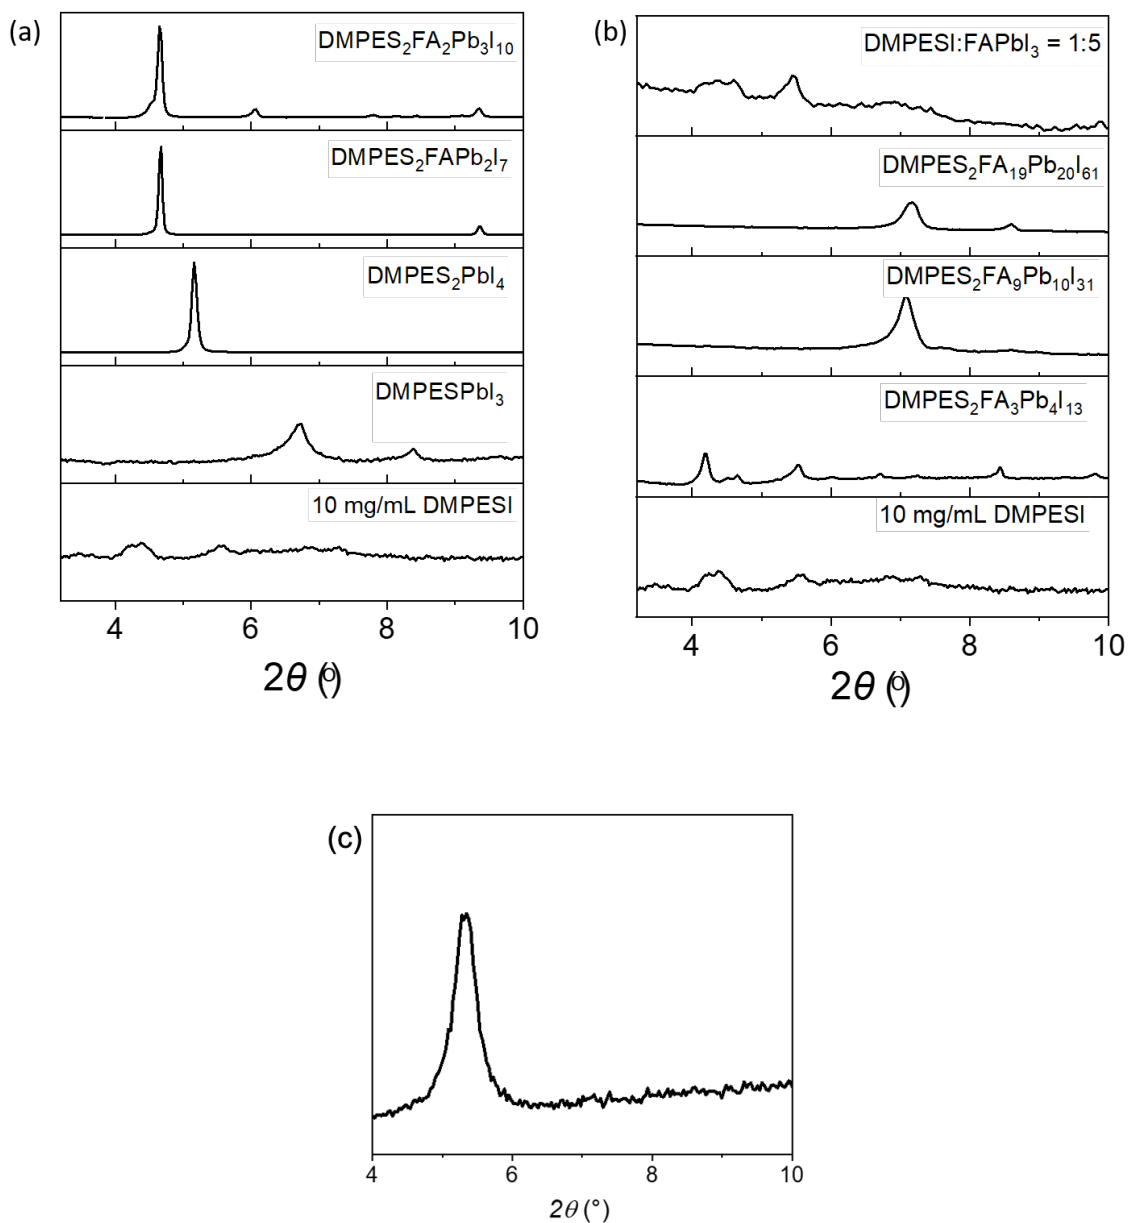 (a)
DMPES₂FA₂Pb₃I₁₀
DMPES₂FAPb₂I₇
DMPES₂PbI₄
DMPESPbI₃
10 mg/mL DMPESI
4 6 8 10
2θ (º)
(b)
DMPESI:FAPbI₃ = 1:5
DMPES₂FA₁₉Pb₂₀I₆₁
DMPES₂FA₉Pb₁₀I₃₁
DMPES₂FA₃Pb₄I₁₃
10 mg/mL DMPESI
4 6 8 10
2θ (º)
(c)
4 6 8 10
2θ (°)